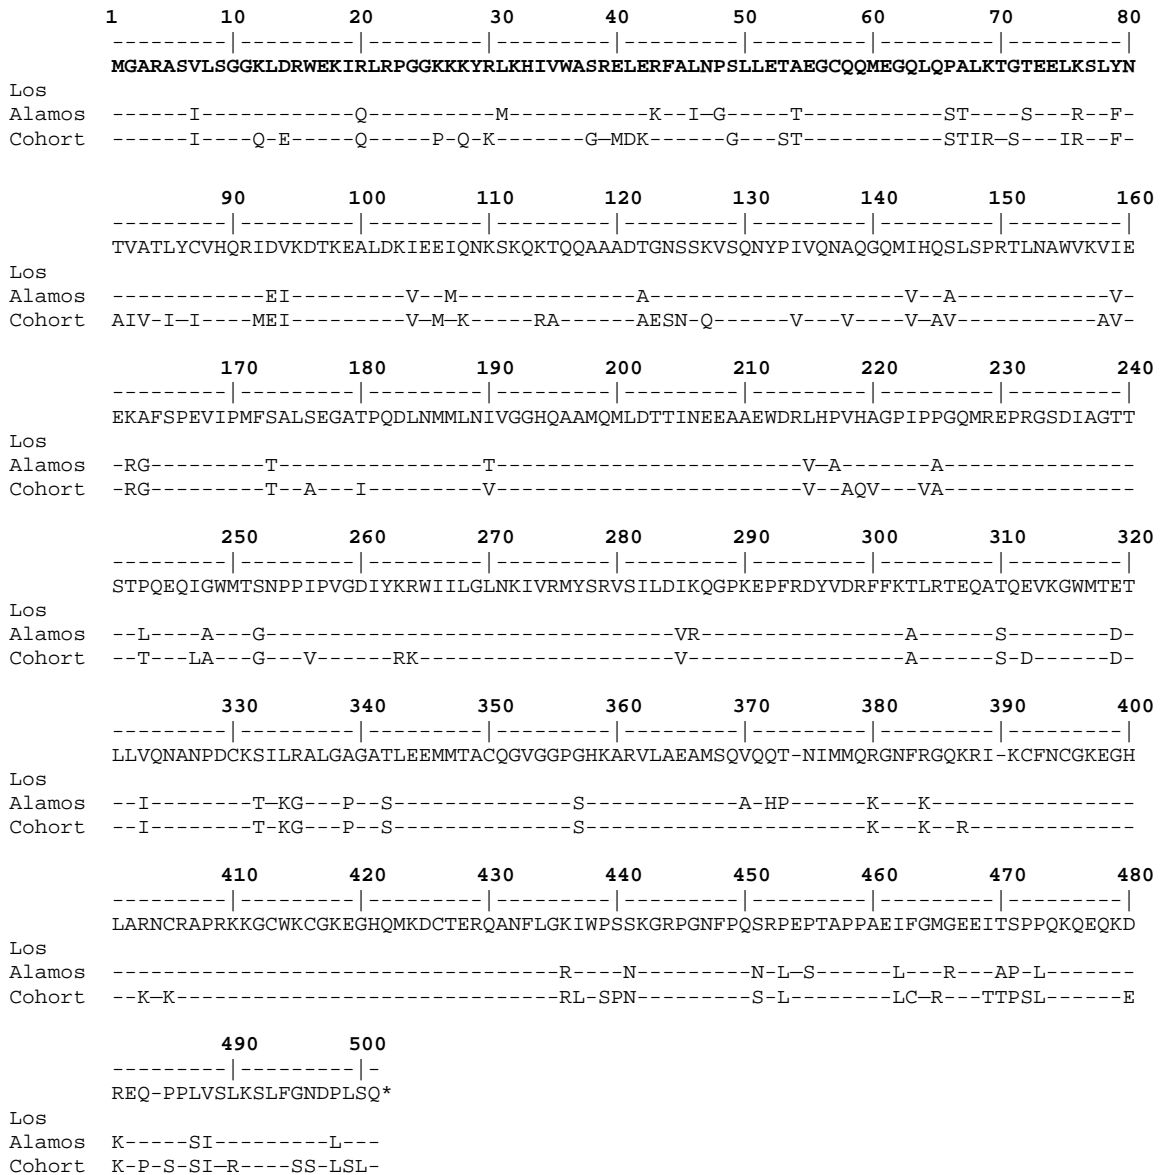 1 10 20 30 40 50 60 70 80
---------|---------|---------|---------|---------|---------|---------|---------|
MGARASVLSGGKLDRWEKIRLRPGGKKKYRLKHIVWASRELERFALNPSLLETAEGCQQMEGQLQPALKTGTEELKSLYN
Los
Alamos ------I------------Q----------M-----------K--I—G-----T-----------ST---S---R--F-
Cohort ------I----Q-E-----Q-----P-Q-K-------G—MDK------G---ST-----------STIR—S---IR--F-
90 100 110 120 130 140 150 160
---------|---------|---------|---------|---------|---------|---------|---------|
TVATLYCVHQRIDVKDTKEALDKIEEIQNKSKQKTQQAAADTGNSSKVSQNYPIVQNAQGQMIHQSLSPRTLNAWVKVIE
Los
Alamos ------------EI---------V--M--------------A--------------------V--A------------V-
Cohort AIV-I—I----MEI---------V—M-K-----RA------AESN-Q------V---V----V—AV-----------AV-
170 180 190 200 210 220 230 240
---------|---------|---------|---------|---------|---------|---------|---------|
EKAFSPEVIPMFSALSEGATPQDLNMMLNIVGGHQAAMQMLDTTINEEAAEWDRLHPVHAGPIPPGQMREPRGSDIAGTT
Los
Alamos -RG---------T----------------T------------------------V—A-------A---------------
Cohort -RG---------T--A---I---------V------------------------V--AQV---VA---------------
250 260 270 280 290 300 310 320
---------|---------|---------|---------|---------|---------|---------|---------|
STPQEQIGWMTSNPPIPVGDIYKRWIILGLNKIVRMYSRVSILDIKQGPKEPFRDYVDRFFKTLRTEQATQEVKGWMTET
Los
Alamos --L----A---G--------------------------------VR----------------A------S--------D-
Cohort --T---LA---G---V------RK--------------------V-----------------A------S-D------D-
330 340 350 360 370 380 390 400
---------|---------|---------|---------|---------|---------|---------|---------|
LLVQNANPDCKSILRALGAGATLEEMMTACQGVGGPGHKARVLAEAMSQVQQT-NIMMQRGNFRGQKRI-KCFNCGKEGH
Los
Alamos --I--------T—KG---P--S--------------S------------A-HP------K---K----------------
Cohort --I--------T-KG---P--S--------------S----------------------K---K--R-------------
410 420 430 440 450 460 470 480
---------|---------|---------|---------|---------|---------|---------|---------|
LARNCRAPRKKGCWKCGKEGHQMKDCTERQANFLGKIWPSSKGRPGNFPQSRPEPTAPPAEIFGMGEEITSPPQKQEQKD
Los
Alamos -----------------------------------R----N---------N-L—S------L---R---AP-L-------
Cohort --K—K------------------------------RL-SPN---------S-L--------LC—R---TTPSL------E
490 500
---------|---------|-
REQ-PPLVSLKSLFGNDPLSQ*
Los
Alamos K-----SI---------L---
Cohort K-P-S-SI—R----SS-LSL-